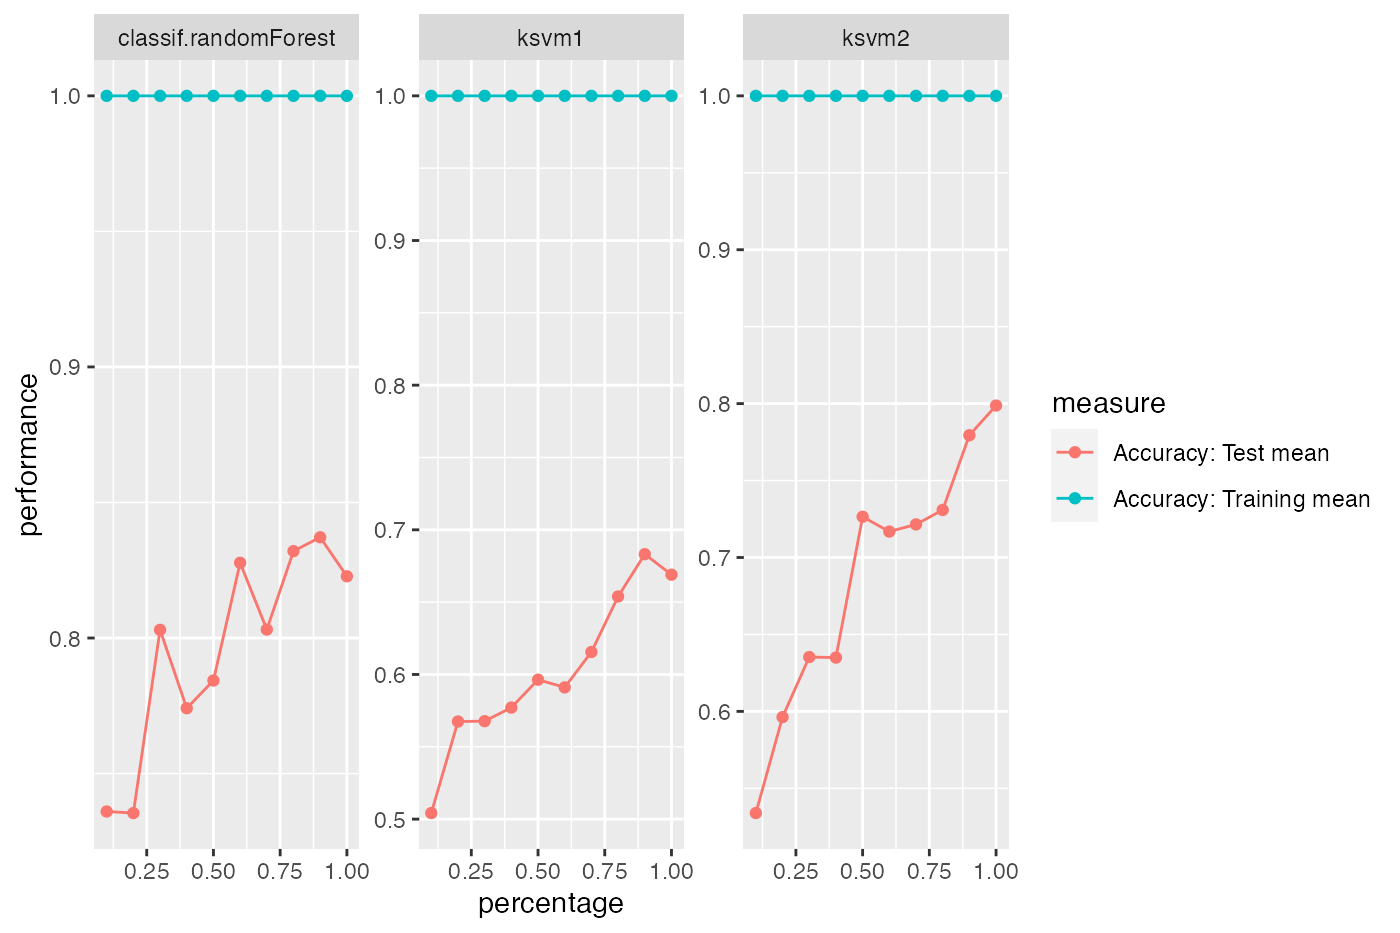 classif.randomForest
ksvm1
ksvm2
performance
1.0
0.9
0.8
1.0
0.9
0.8
0.7
0.6
0.5
1.0
0.9
0.8
0.7
0.6
0.25 0.50 0.75 1.00
0.25 0.50 0.75 1.00
0.25 0.50 0.75 1.00
percentage
measure
Accuracy: Test mean
Accuracy: Training mean